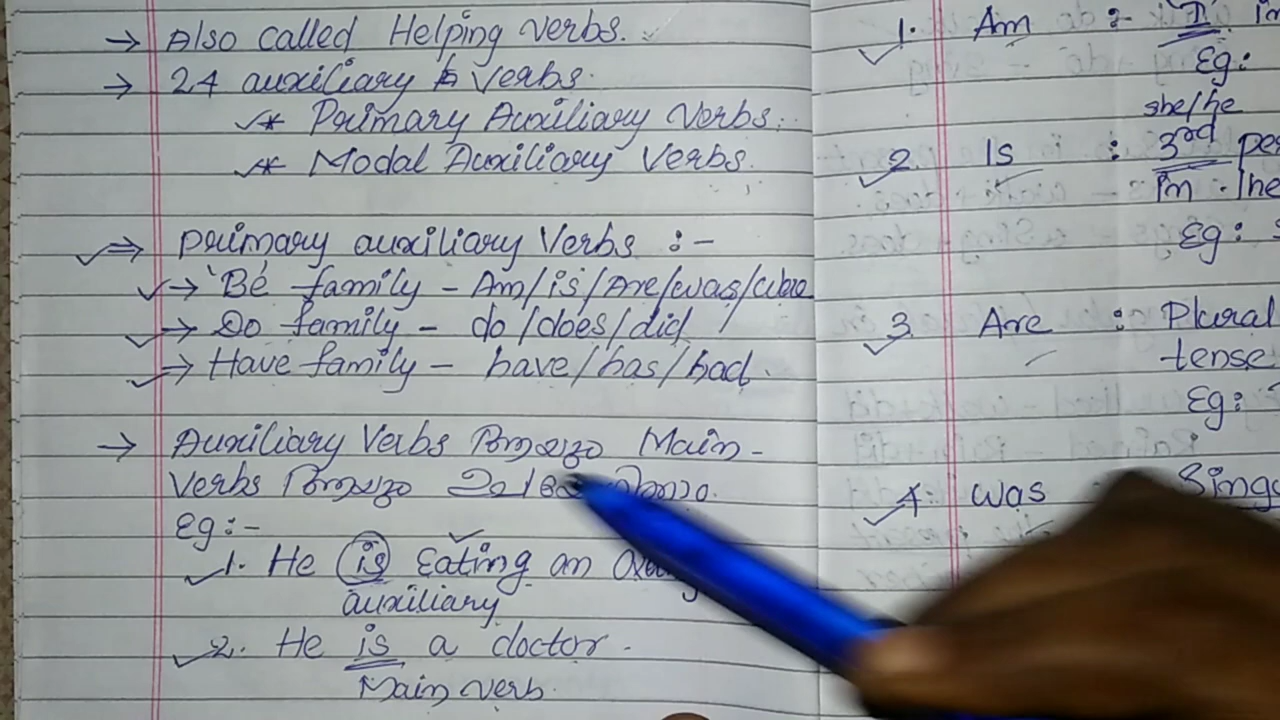 → Also called Helping verbs.
→ 24 auxiliary Verbs.
* Primary Auxiliary Verbs.
* Modal Auxiliary Verbs.
⇒ Primary auxiliary Verbs :-
→ 'Be' family - Am/is/Are/was/were
→ Do family - do/does/did
→ Have family - have/has/had.
→ Auxiliary Verbs Main-
Verbs
Eg :-
1. He is Eating an
auxiliary
2. He is a doctor.
Main verb.
1. Am : I in
Eg:
she/he
2. Is : 3rd
in
Eg:
3. Are : Plural
tense
Eg:
4. was